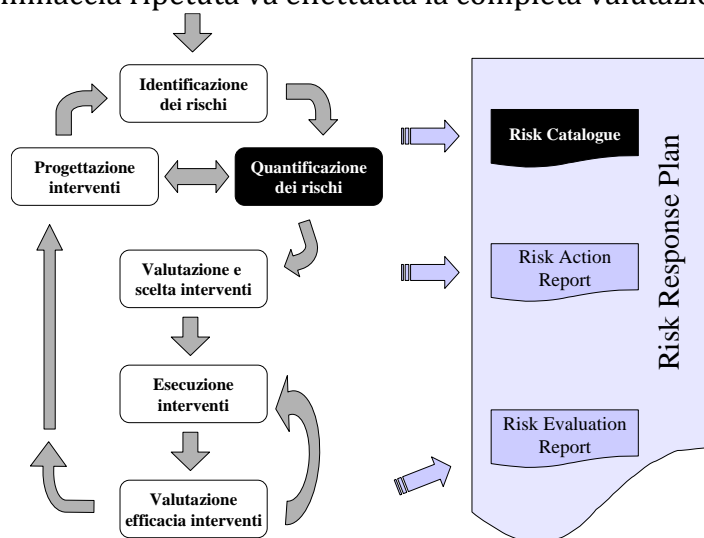 minaccia ripetuta va effettuata la completa valutazio
Identificazione
dei rischi
Progettazione
interventi
Quantificazione
dei rischi
Valutazione e
scelta interventi
Esecuzione
interventi
Valutazione
efficacia interventi
Risk Catalogue
Risk Action
Report
Risk Evaluation
Report
Risk Response Plan